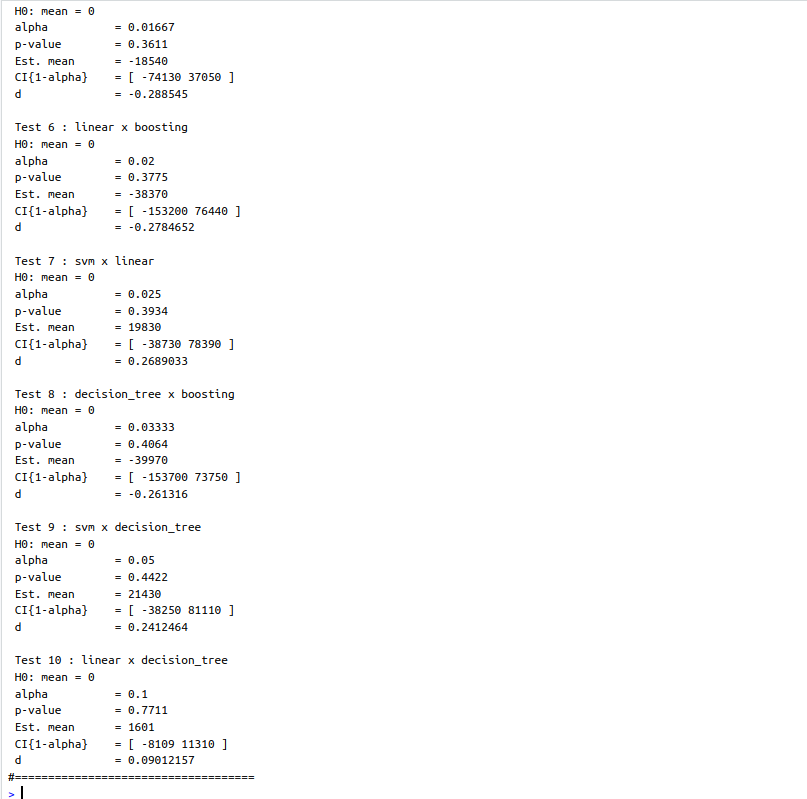 H0: mean = 0
alpha = 0.01667
p-value = 0.3611
Est. mean = -18540
CI{1-alpha} = [ -74130 37050 ]
d = -0.288545
Test 6 : linear x boosting
H0: mean = 0
alpha = 0.02
p-value = 0.3775
Est. mean = -38370
CI{1-alpha} = [ -153200 76440 ]
d = -0.2784652
Test 7 : svm x linear
H0: mean = 0
alpha = 0.025
p-value = 0.3934
Est. mean = 19830
CI{1-alpha} = [ -38730 78390 ]
d = 0.2689033
Test 8 : decision_tree x boosting
H0: mean = 0
alpha = 0.03333
p-value = 0.4064
Est. mean = -39970
CI{1-alpha} = [ -153700 73750 ]
d = -0.261316
Test 9 : svm x decision_tree
H0: mean = 0
alpha = 0.05
p-value = 0.4422
Est. mean = 21430
CI{1-alpha} = [ -38250 81110 ]
d = 0.2412464
Test 10 : linear x decision_tree
H0: mean = 0
alpha = 0.1
p-value = 0.7711
Est. mean = 1601
CI{1-alpha} = [ -8109 11310 ]
d = 0.09012157
#====================================
>